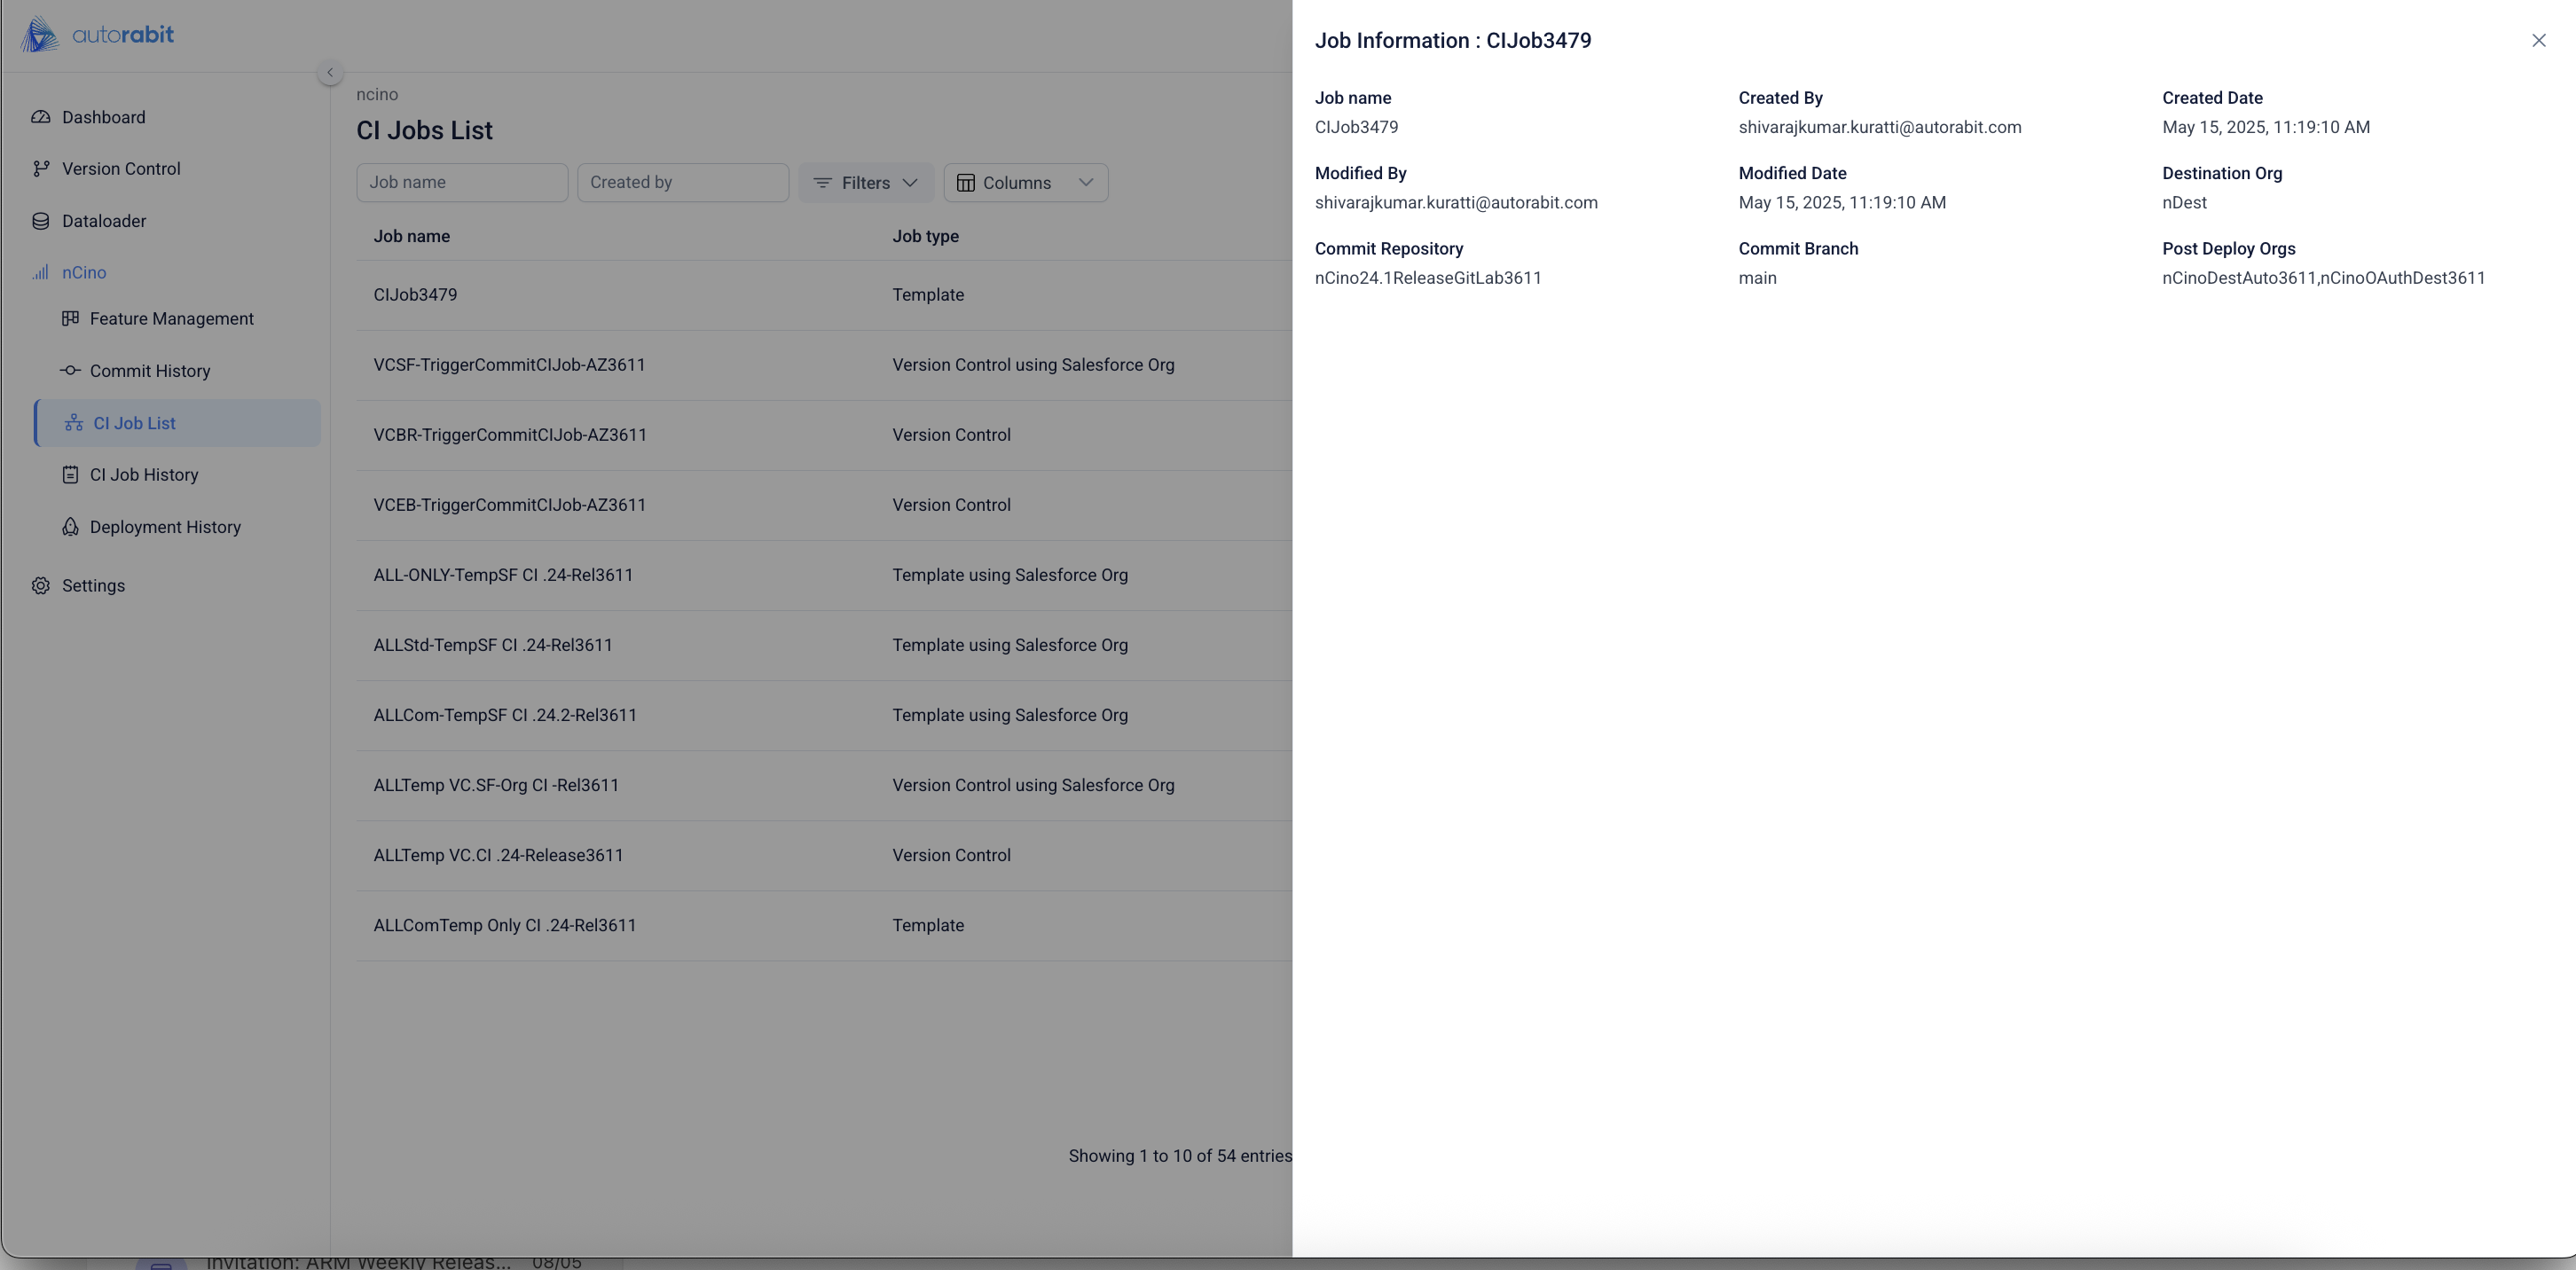 autorabit
Dashboard
Version Control
Dataloader
nCino
Feature Management
Commit History
CI Job List
CI Job History
Deployment History
Settings
ncino
CI Jobs List
Job name Created by Filters Columns
Job name Job type
CIJob3479 Template
VCSF-TriggerCommitCIJob-AZ3611 Version Control using Salesforce Org
VCBR-TriggerCommitCIJob-AZ3611 Version Control
VCEB-TriggerCommitCIJob-AZ3611 Version Control
ALL-ONLY-TempSF CI .24-Rel3611 Template using Salesforce Org
ALLStd-TempSF CI .24-Rel3611 Template using Salesforce Org
ALLCom-TempSF CI .24.2-Rel3611 Template using Salesforce Org
ALLTemp VC.SF-Org CI -Rel3611 Version Control using Salesforce Org
ALLTemp VC.CI .24-Release3611 Version Control
ALLComTemp Only CI .24-Rel3611 Template
Showing 1 to 10 of 54 entries
Job Information : CIJob3479
Job name Created By Created Date
CIJob3479 shivarajkumar.kuratti@autorabit.com May 15, 2025, 11:19:10 AM
Modified By Modified Date Destination Org
shivarajkumar.kuratti@autorabit.com May 15, 2025, 11:19:10 AM nDest
Commit Repository Commit Branch Post Deploy Orgs
nCino24.1ReleaseGitLab3611 main nCinoDestAuto3611,nCinoOAuthDest3611
Invitation: ARM Weekly Releas... 08/05